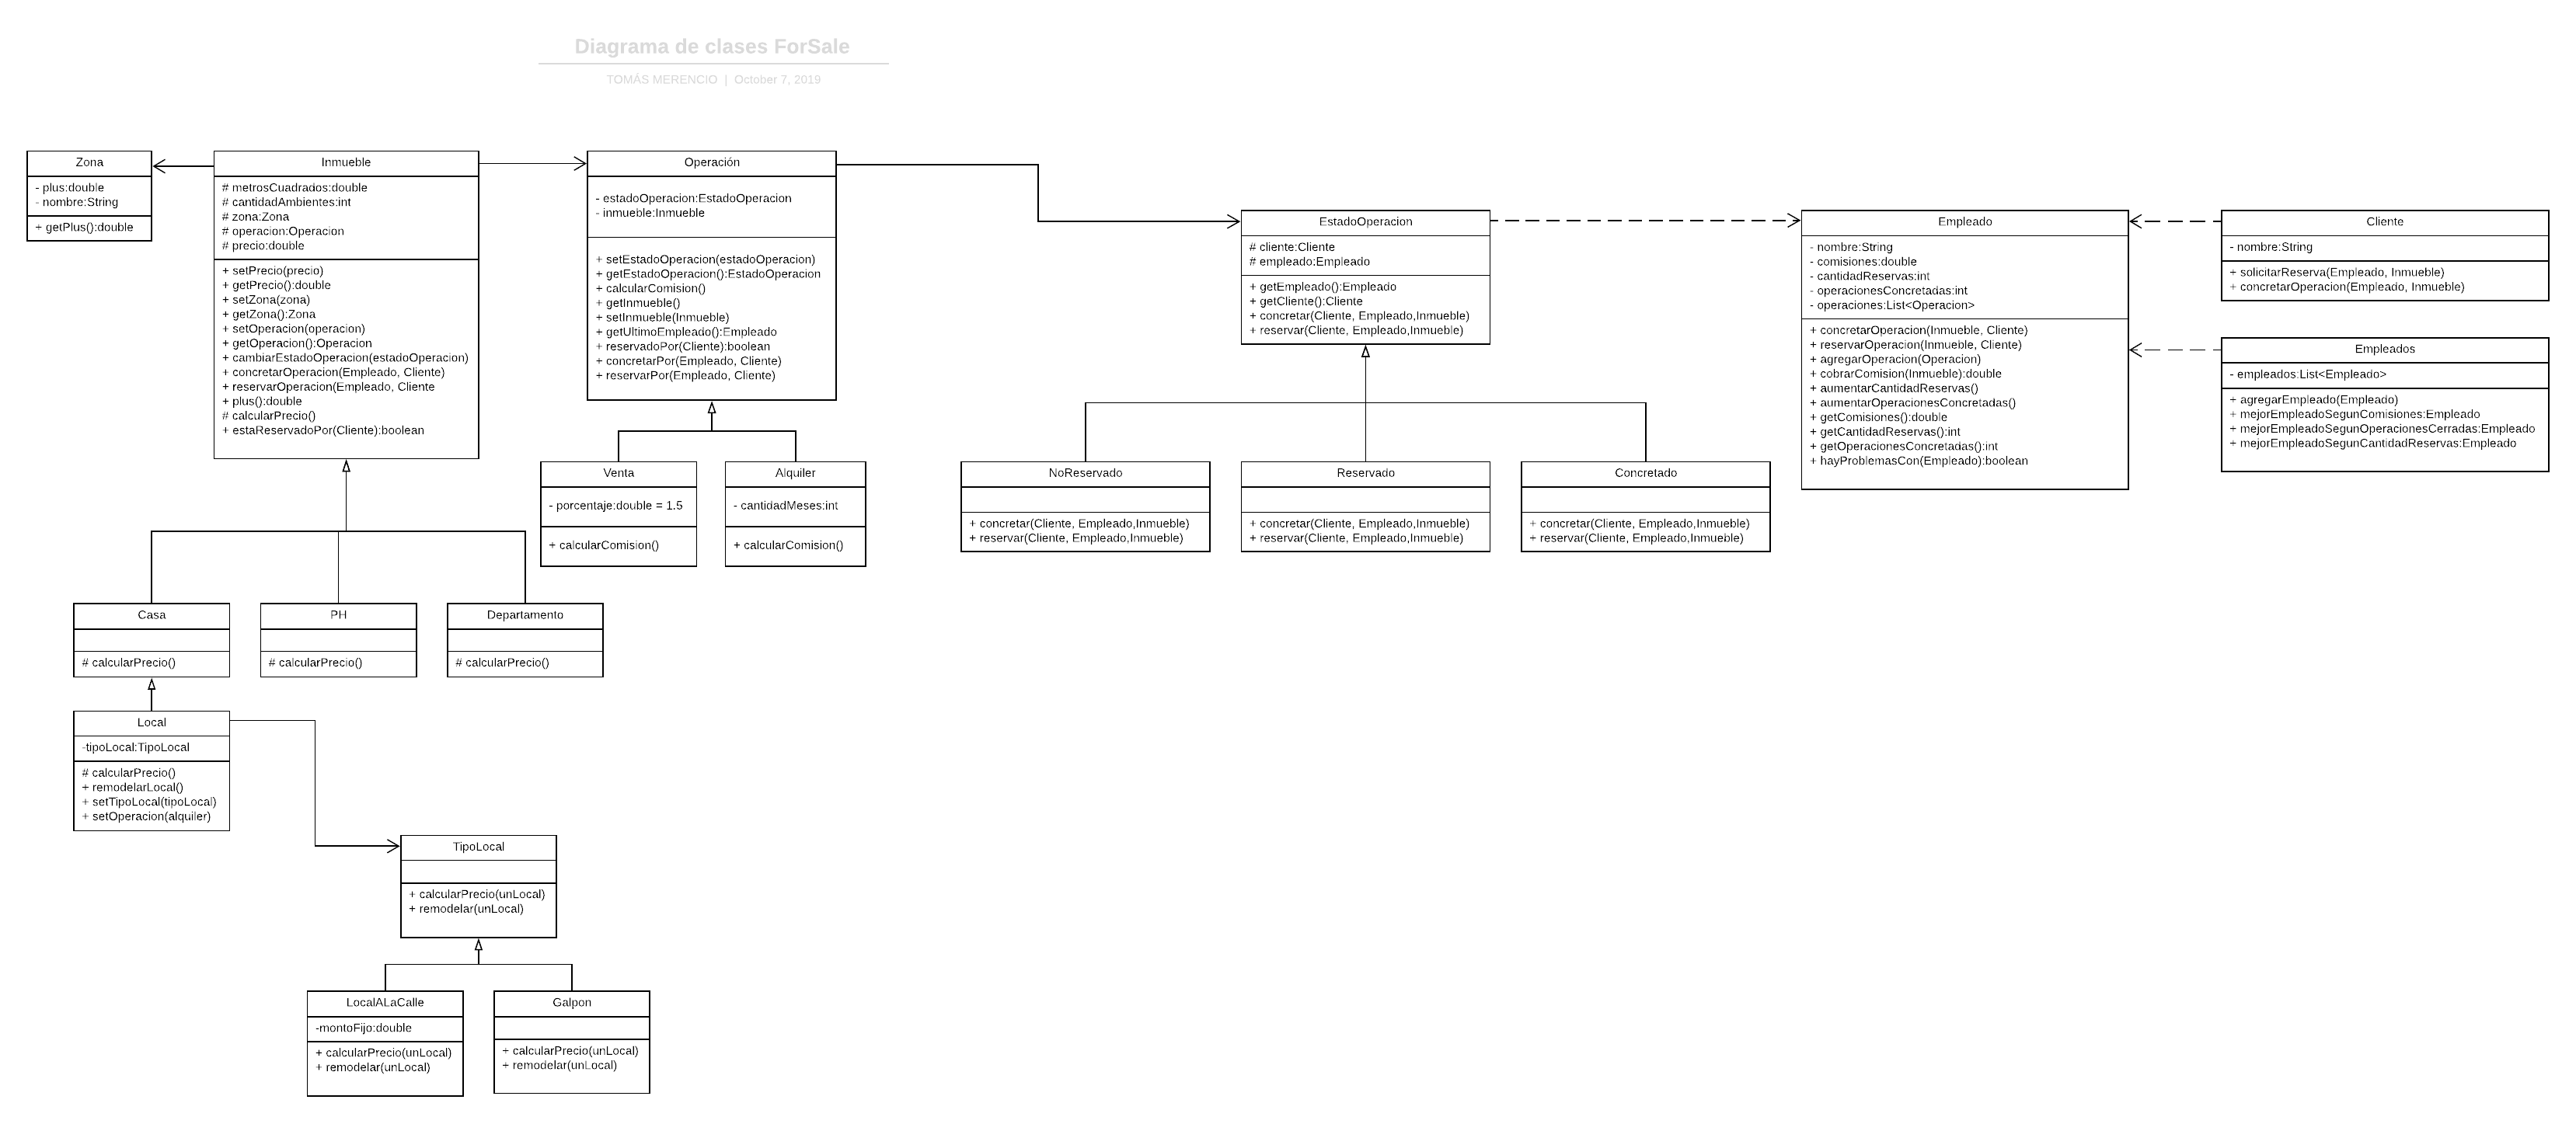 Diagrama de clases ForSale
TOMÁS MERENCIO | October 7, 2019
Zona
- plus:double
- nombre:String
+ getPlus():double
Inmueble
# metrosCuadrados:double
# cantidadAmbientes:int
# zona:Zona
# operacion:Operacion
# precio:double
+ setPrecio(precio)
+ getPrecio():double
+ setZona(zona)
+ getZona():Zona
+ setOperacion(operacion)
+ getOperacion():Operacion
+ cambiarEstadoOperacion(estadoOperacion)
+ concretarOperacion(Empleado, Cliente)
+ reservarOperacion(Empleado, Cliente
+ plus():double
# calcularPrecio()
+ estaReservadoPor(Cliente):boolean
Operación
- estadoOperacion:EstadoOperacion
- inmueble:Inmueble
+ setEstadoOperacion(estadoOperacion)
+ getEstadoOperacion():EstadoOperacion
+ calcularComision()
+ getInmueble()
+ setInmueble(Inmueble)
+ getUltimoEmpleado():Empleado
+ reservadoPor(Cliente):boolean
+ concretarPor(Empleado, Cliente)
+ reservarPor(Empleado, Cliente)
EstadoOperacion
# cliente:Cliente
# empleado:Empleado
+ getEmpleado():Empleado
+ getCliente():Cliente
+ concretar(Cliente, Empleado,Inmueble)
+ reservar(Cliente, Empleado,Inmueble)
Empleado
- nombre:String
- comisiones:double
- cantidadReservas:int
- operacionesConcretadas:int
- operaciones:List<Operacion>
+ concretarOperacion(Inmueble, Cliente)
+ reservarOperacion(Inmueble, Cliente)
+ agregarOperacion(Operacion)
+ cobrarComision(Inmueble):double
+ aumentarCantidadReservas()
+ aumentarOperacionesConcretadas()
+ getComisiones():double
+ getCantidadReservas():int
+ getOperacionesConcretadas():int
+ hayProblemasCon(Empleado):boolean
Cliente
- nombre:String
+ solicitarReserva(Empleado, Inmueble)
+ concretarOperacion(Empleado, Inmueble)
Empleados
- empleados:List<Empleado>
+ agregarEmpleado(Empleado)
+ mejorEmpleadoSegunComisiones:Empleado
+ mejorEmpleadoSegunOperacionesCerradas:Empleado
+ mejorEmpleadoSegunCantidadReservas:Empleado
Venta
- porcentaje:double = 1.5
+ calcularComision()
Alquiler
- cantidadMeses:int
+ calcularComision()
NoReservado
+ concretar(Cliente, Empleado,Inmueble)
+ reservar(Cliente, Empleado,Inmueble)
Reservado
+ concretar(Cliente, Empleado,Inmueble)
+ reservar(Cliente, Empleado,Inmueble)
Concretado
+ concretar(Cliente, Empleado,Inmueble)
+ reservar(Cliente, Empleado,Inmueble)
Casa
# calcularPrecio()
PH
# calcularPrecio()
Departamento
# calcularPrecio()
Local
-tipoLocal:TipoLocal
# calcularPrecio()
+ remodelarLocal()
+ setTipoLocal(tipoLocal)
+ setOperacion(alquiler)
TipoLocal
+ calcularPrecio(unLocal)
+ remodelar(unLocal)
LocalALaCalle
-montoFijo:double
+ calcularPrecio(unLocal)
+ remodelar(unLocal)
Galpon
+ calcularPrecio(unLocal)
+ remodelar(unLocal)